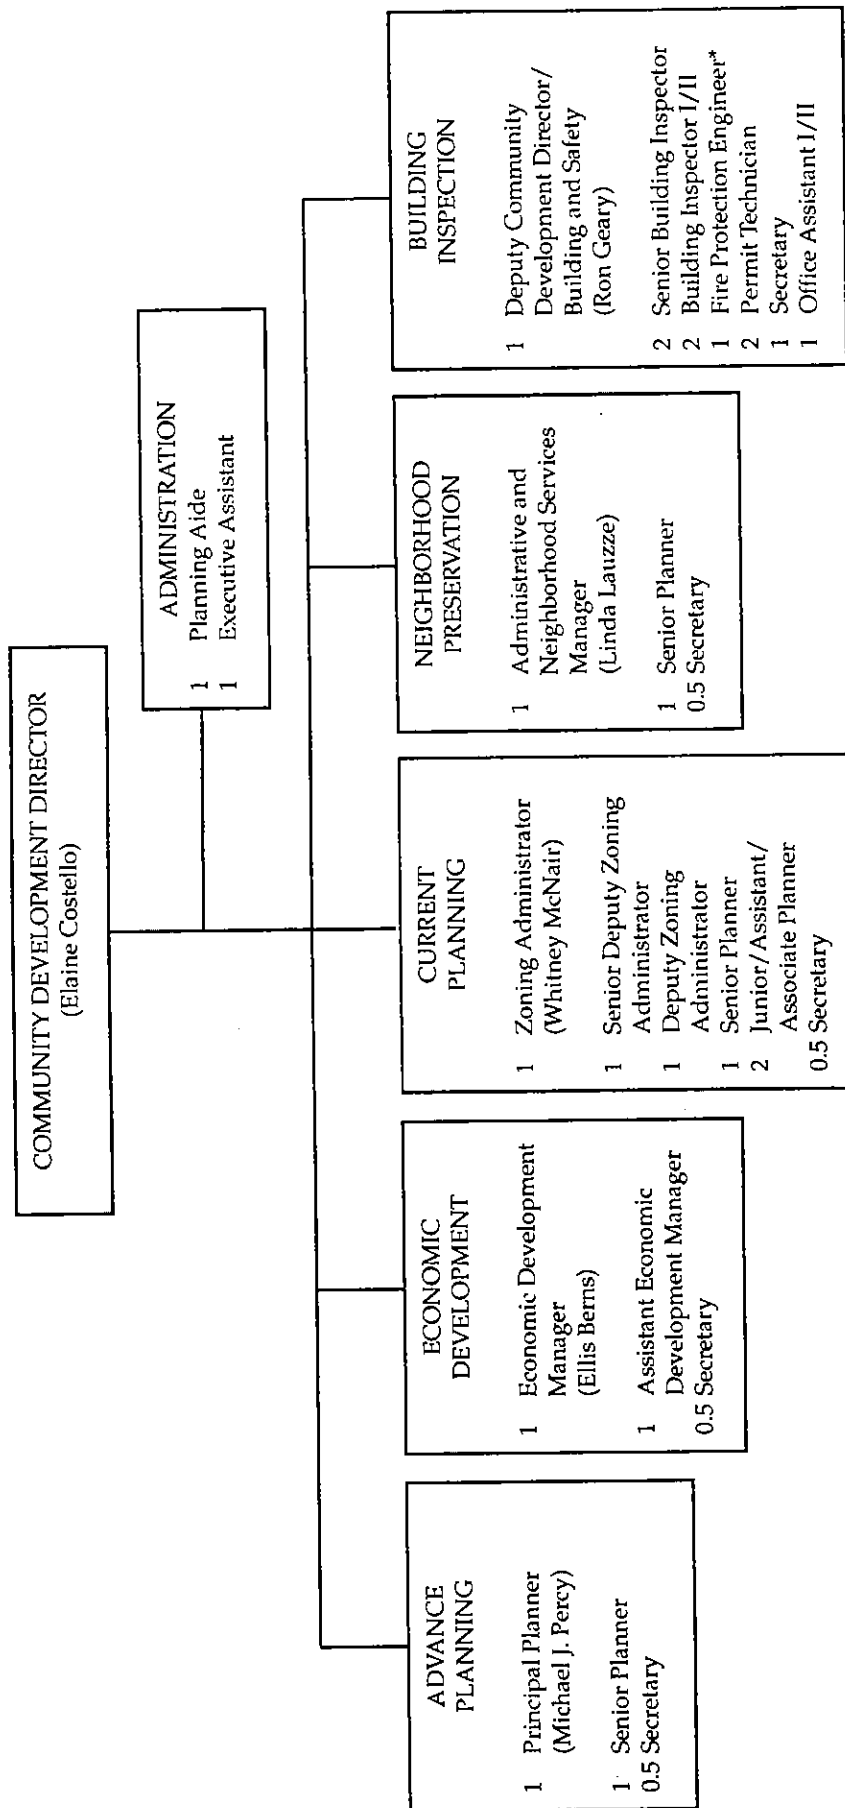 COMMUNITY DEVELOPMENT DIRECTOR
(Elaine Costello)
ADMINISTRATION
1 Planning Aide
1 Executive Assistant
ADVANCE
PLANNING
1 Principal Planner
(Michael J. Percy)
1 Senior Planner
0.5 Secretary
ECONOMIC
DEVELOPMENT
1 Economic Development
Manager
(Ellis Berns)
1 Assistant Economic
Development Manager
0.5 Secretary
CURRENT
PLANNING
1 Zoning Administrator
(Whitney McNair)
1 Senior Deputy Zoning
Administrator
1 Deputy Zoning
Administrator
1 Senior Planner
2 Junior/Assistant/
Associate Planner
0.5 Secretary
NEIGHBORHOOD
PRESERVATION
1 Administrative and
Neighborhood Services
Manager
(Linda Lauzze)
1 Senior Planner
0.5 Secretary
BUILDING
INSPECTION
1 Deputy Community
Development Director/
Building and Safety
(Ron Geary)
2 Senior Building Inspector
2 Building Inspector I/II
1 Fire Protection Engineer*
2 Permit Technician
1 Secretary
1 Office Assistant I/II